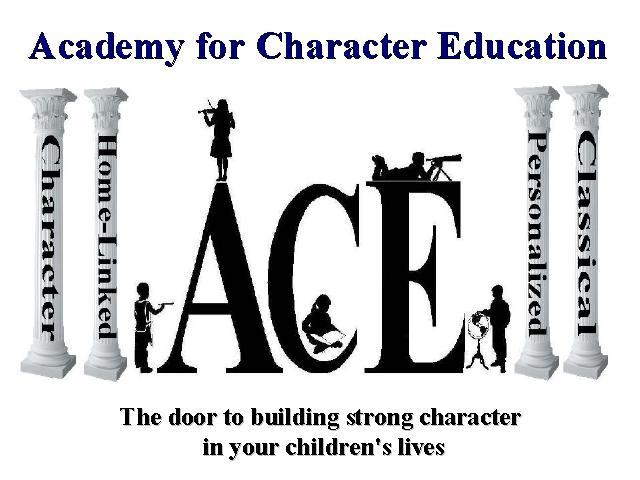 Academy for Character Education
Character
Home-Linked
ACE
Personalized
Classical
The door to building strong character
in your children's lives